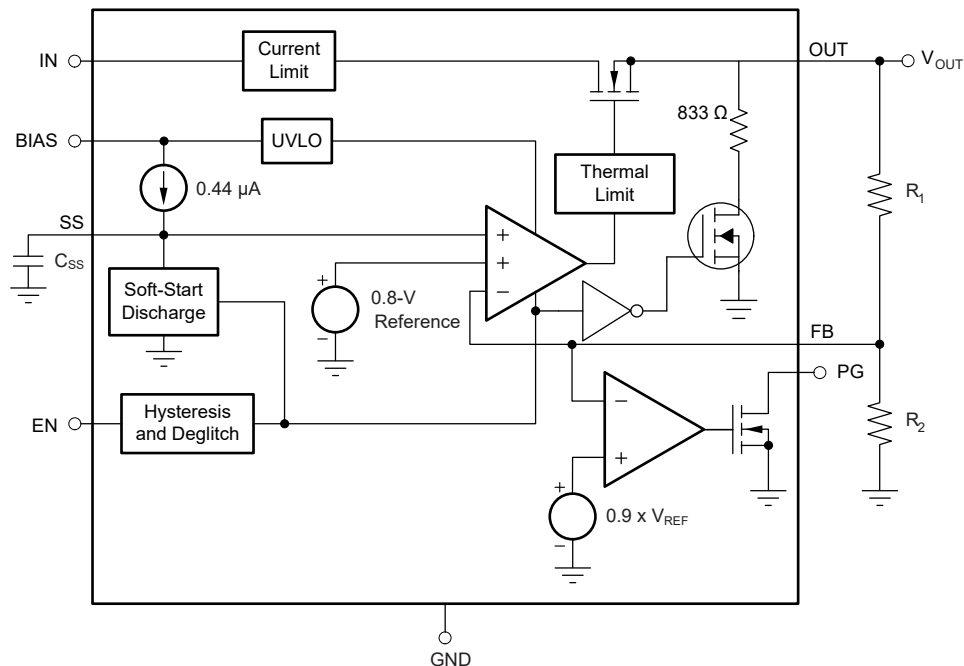 IN
Current
Limit
OUT
V_OUT
833 Ω
BIAS
UVLO
Thermal
Limit
R_1
0.44 µA
SS
C_SS
+
+
−
Soft-Start
Discharge
+
−
0.8-V
Reference
FB
PG
EN
Hysteresis
and Deglitch
−
+
R_2
+
−
0.9 x V_REF
GND